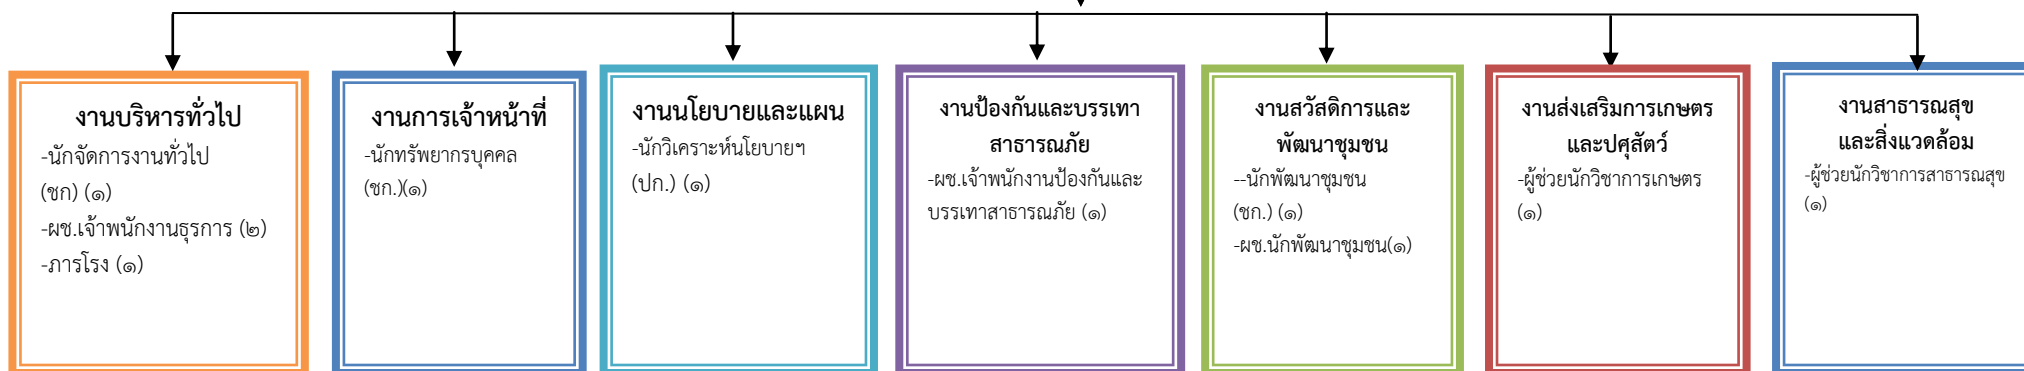 งานบริหารทั่วไป
-นักจัดการงานทั่วไป
(ชก) (๑)
-ผช.เจ้าพนักงานธุรการ (๒)
-ภารโรง (๑)
งานการเจ้าหน้าที่
-นักทรัพยากรบุคคล
(ชก.)(๑)
งานนโยบายและแผน
-นักวิเคราะห์นโยบายฯ
(ปก.) (๑)
งานป้องกันและบรรเทา
สาธารณภัย
-ผช.เจ้าพนักงานป้องกันและ
บรรเทาสาธารณภัย (๑)
งานสวัสดิการและ
พัฒนาชุมชน
--นักพัฒนาชุมชน
(ชก.) (๑)
-ผช.นักพัฒนาชุมชน(๑)
งานส่งเสริมการเกษตร
และปศุสัตว์
-ผู้ช่วยนักวิชาการเกษตร
(๑)
งานสาธารณสุข
และสิ่งแวดล้อม
-ผู้ช่วยนักวิชาการสาธารณสุข
(๑)